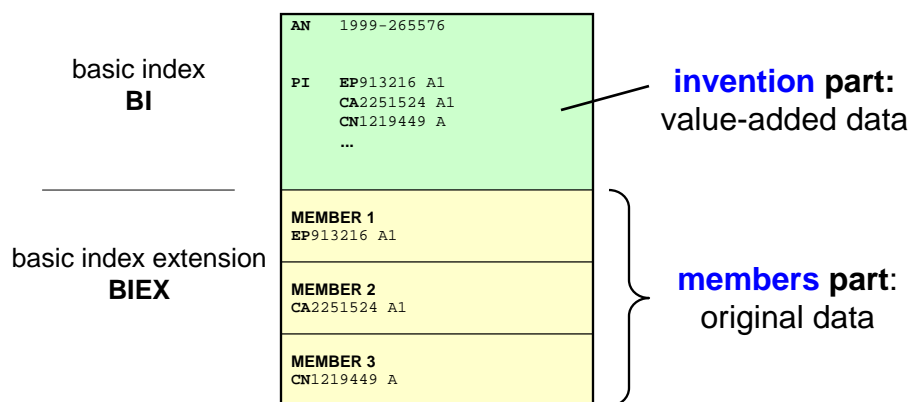 basic index
BI
AN 1999-265576
PI EP913216 A1
CA2251524 A1
CN1219449 A
...
invention part:
value-added data
basic index extension
BIEX
MEMBER 1
EP913216 A1
MEMBER 2
CA2251524 A1
MEMBER 3
CN1219449 A
members part:
original data